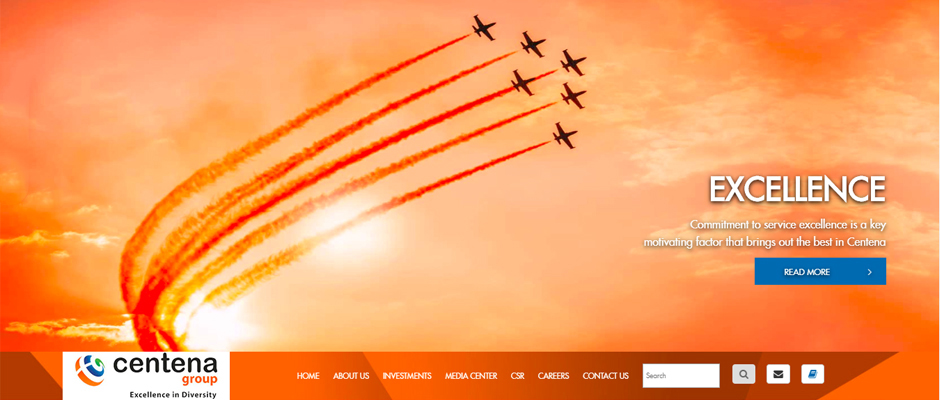 EXCELLENCE
Commitment to service excellence is a key
motivating factor that brings out the best in Centena
READ MORE
centena
group
Excellence in Diversity
HOME ABOUT US INVESTMENTS MEDIA CENTER CSR CAREERS CONTACT US Search